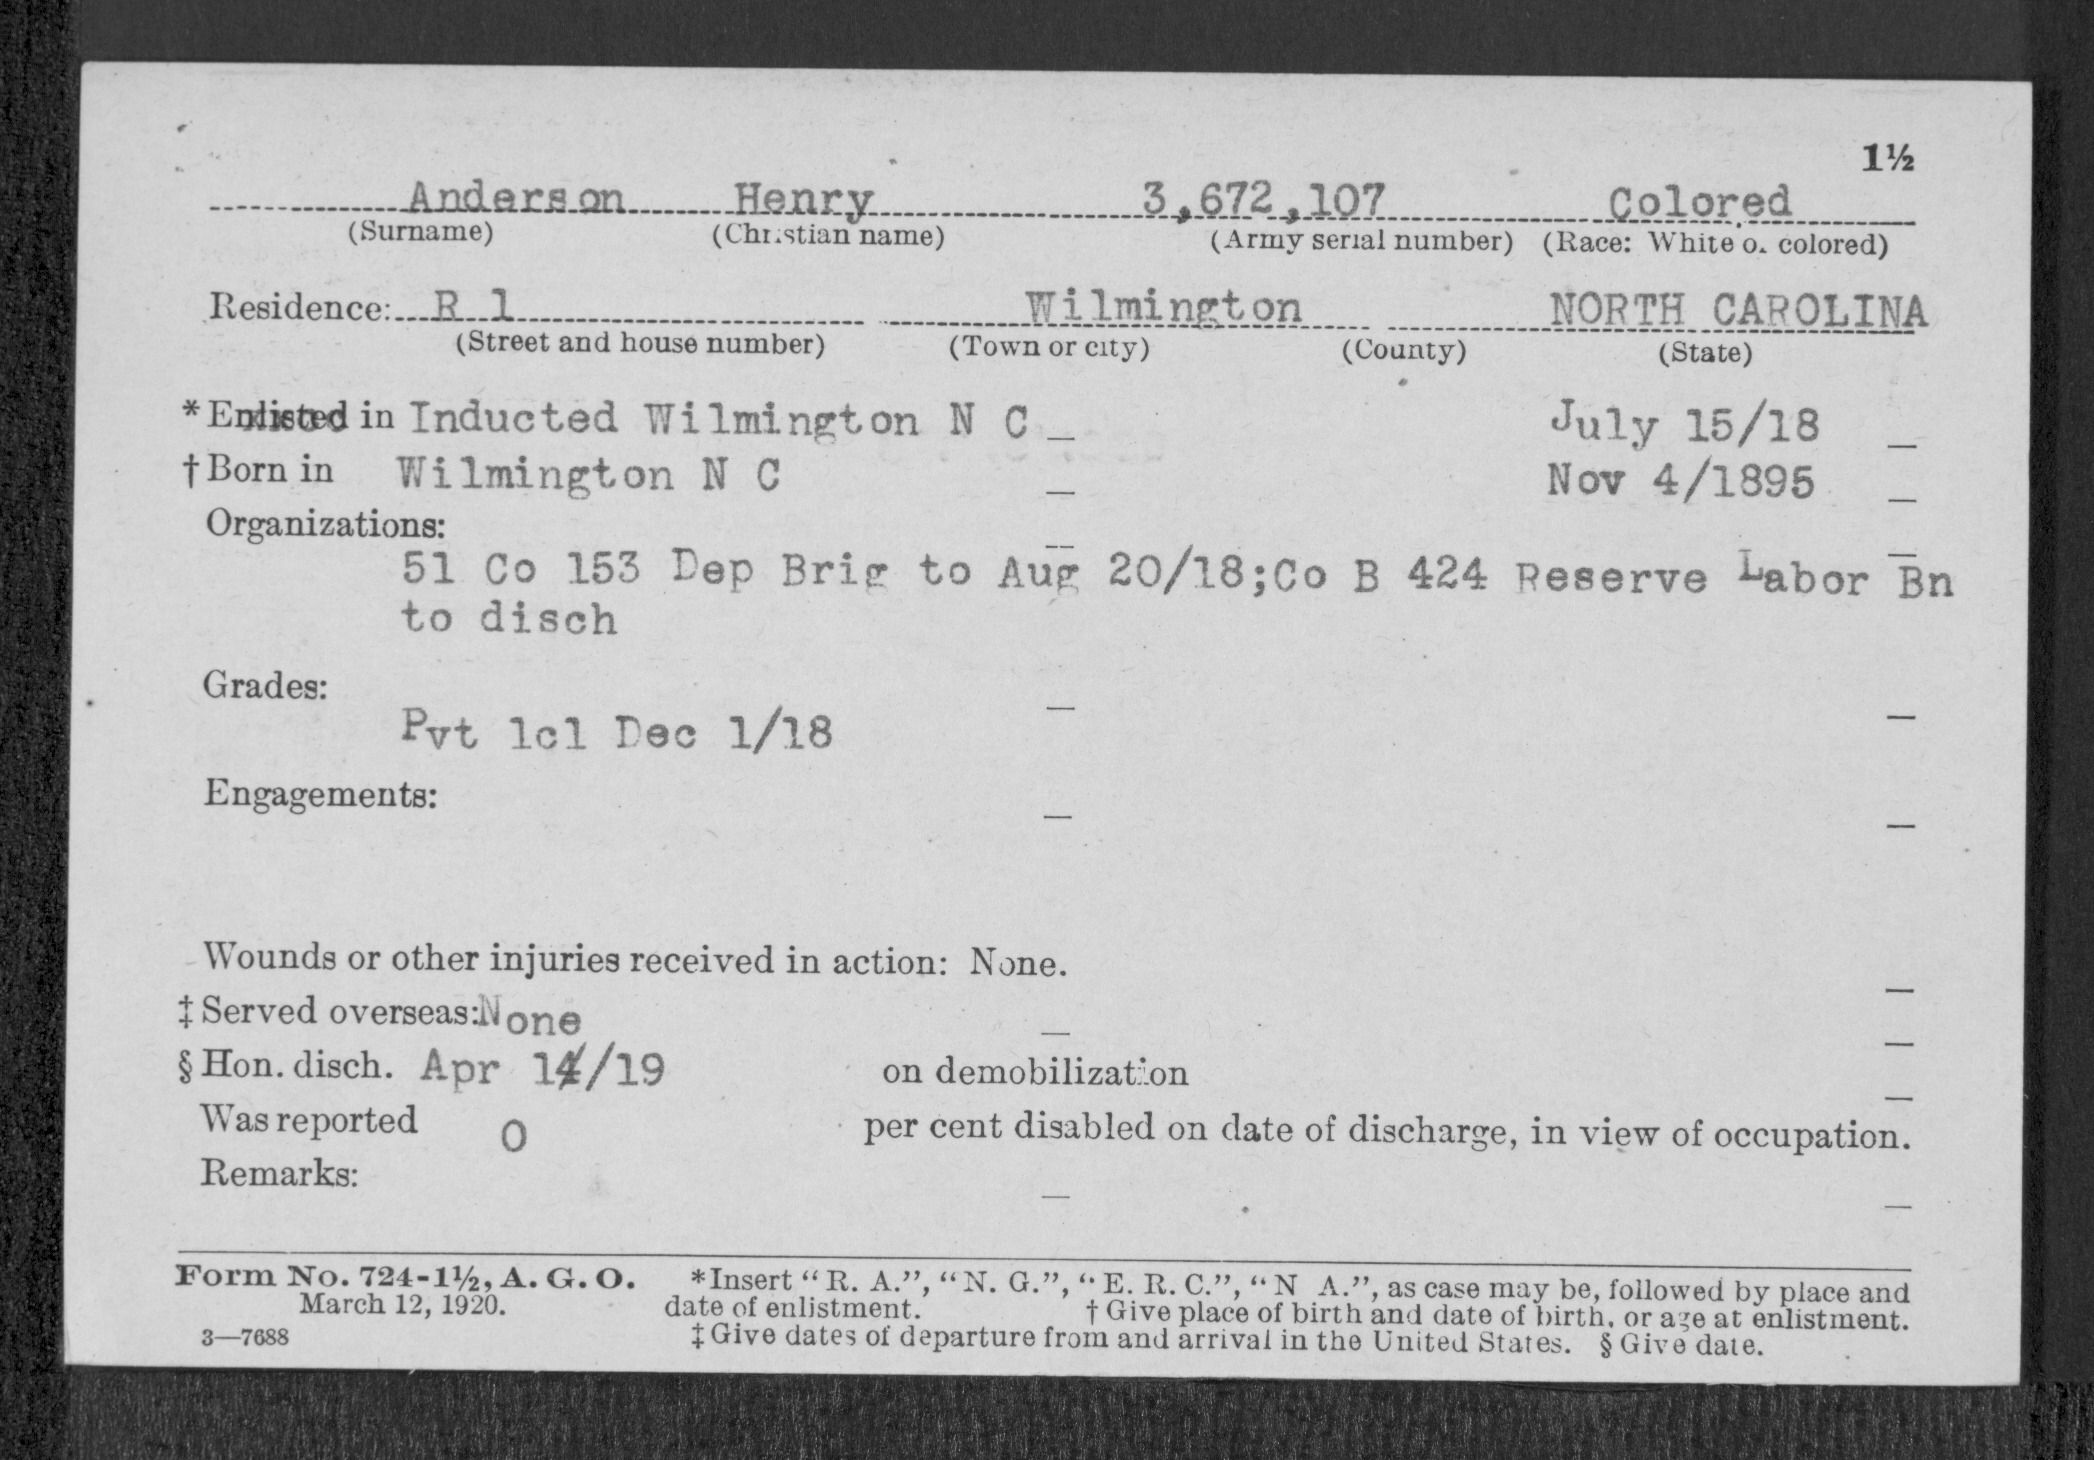 1½
Anderson Henry 3,672,107 Colored
(Surname) (Christian name) (Army serial number) (Race: White or colored)
Residence: R 1 Wilmington NORTH CAROLINA
(Street and house number) (Town or city) (County) (State)
* Enlisted in Inducted Wilmington N C July 15/18
† Born in Wilmington N C Nov 4/1895
Organizations:
51 Co 153 Dep Brig to Aug 20/18;Co B 424 Reserve Labor Bn
to disch
Grades:
Pvt 1cl Dec 1/18
Engagements:
Wounds or other injuries received in action: None.
‡ Served overseas: None
§ Hon. disch. Apr 14/19 on demobilization
Was reported 0 per cent disabled on date of discharge, in view of occupation.
Remarks:
Form No. 724-1½, A. G. O. *Insert "R. A.", "N. G.", "E. R. C.", "N A.", as case may be, followed by place and
March 12, 1920. date of enlistment. † Give place of birth and date of birth, or age at enlistment.
3—7688 ‡ Give dates of departure from and arrival in the United States. § Give date.